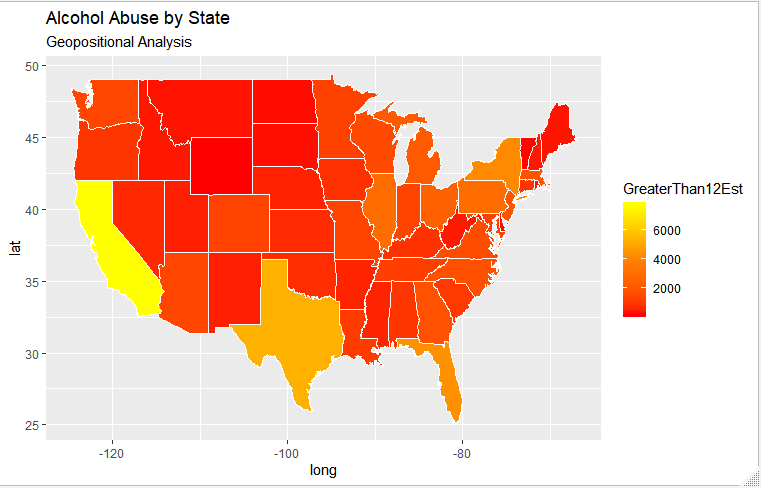 Alcohol Abuse by State
Geopositional Analysis
50
45
40
35
30
25
lat
-120
-100
-80
long
GreaterThan12Est
6000
4000
2000